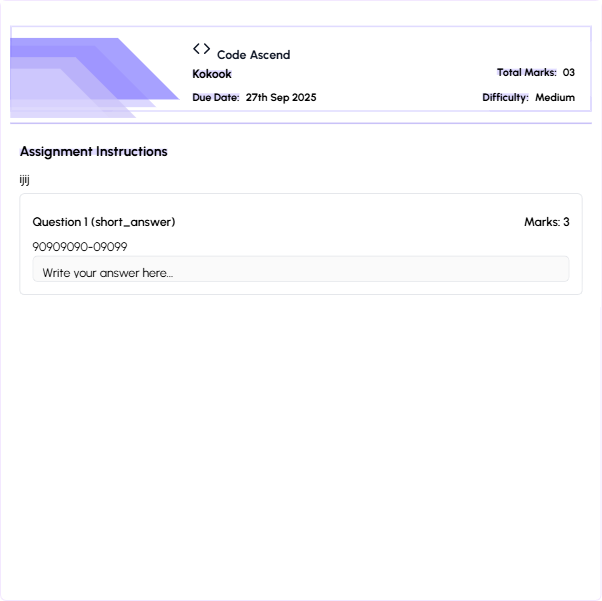 <> Code Ascend
Kokook
Total Marks: 03
Due Date: 27th Sep 2025
Difficulty: Medium
Assignment Instructions
ijij
Question 1 (short_answer)
Marks: 3
90909090-09099
Write your answer here...